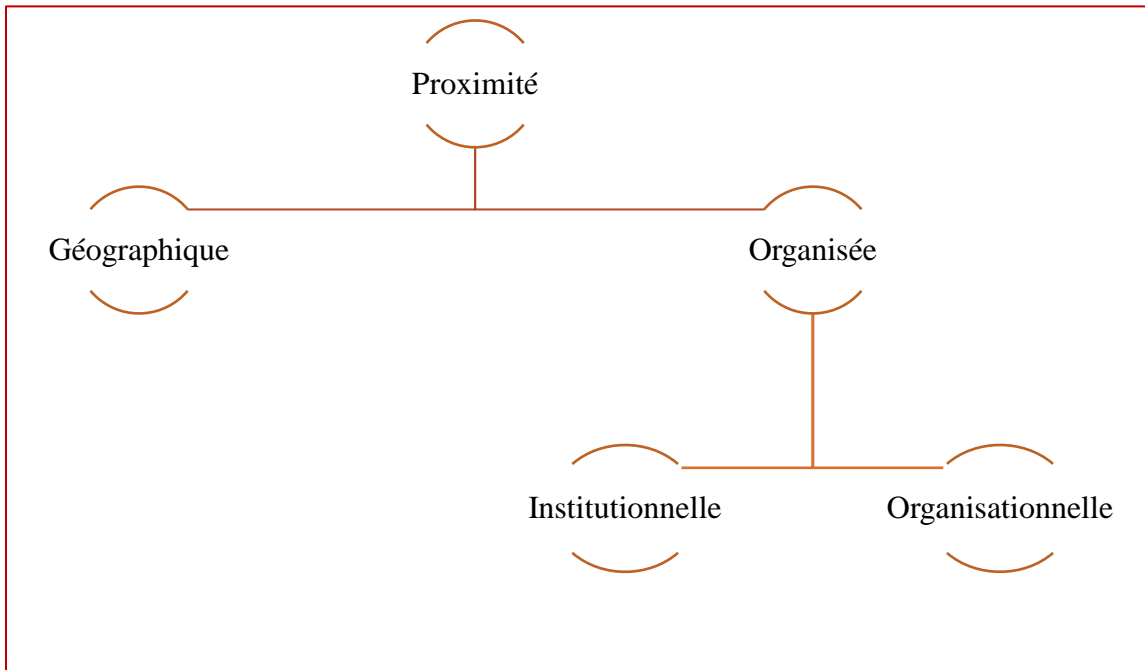 Proximité
Géographique
Organisée
Institutionnelle
Organisationnelle